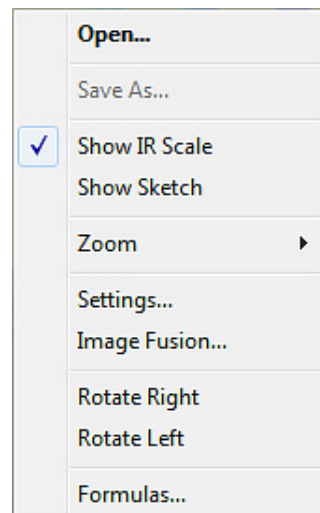 Open...
Save As...
Show IR Scale
Show Sketch
Zoom
Settings...
Image Fusion...
Rotate Right
Rotate Left
Formulas...